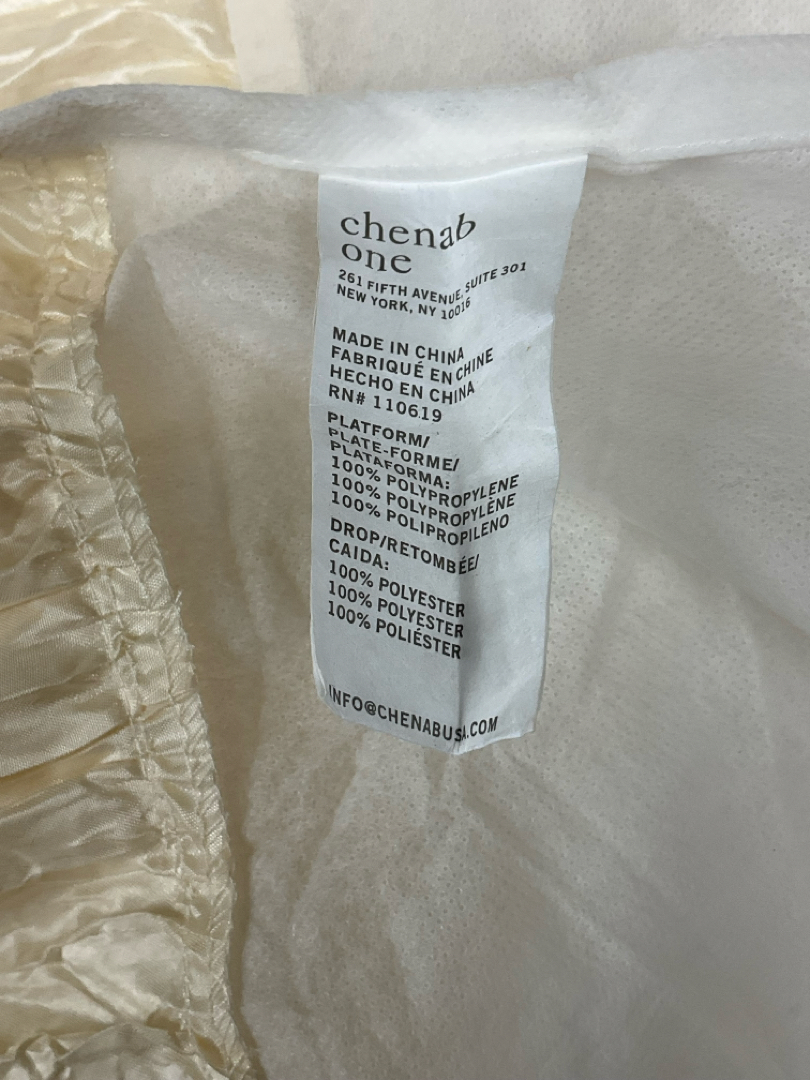 chenab
one
261 FIFTH AVENUE, SUITE 301
NEW YORK, NY 10016
MADE IN CHINA
FABRIQUÉ EN CHINE
HECHO EN CHINA
RN# 110619
PLATFORM/
PLATE-FORME/
PLATAFORMA:
100% POLYPROPYLENE
100% POLYPROPYLÈNE
100% POLIPROPILENO
DROP/RETOMBÉE/
CAIDA:
100% POLYESTER
100% POLYESTER
100% POLIÉSTER
INFO@CHENABUSA.COM